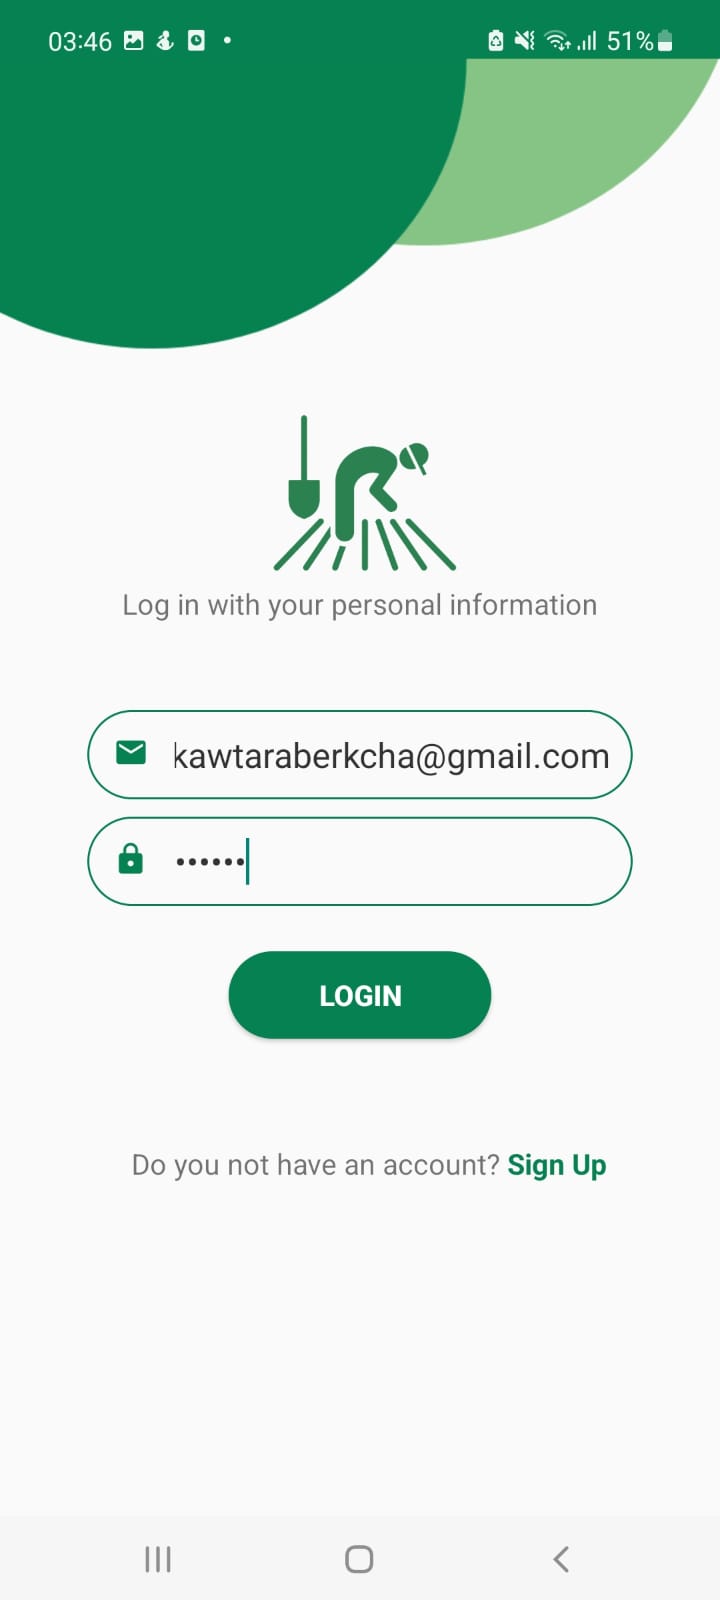 03:46 51%
Log in with your personal information
kawtaraberkcha@gmail.com
••••••
LOGIN
Do you not have an account? Sign Up